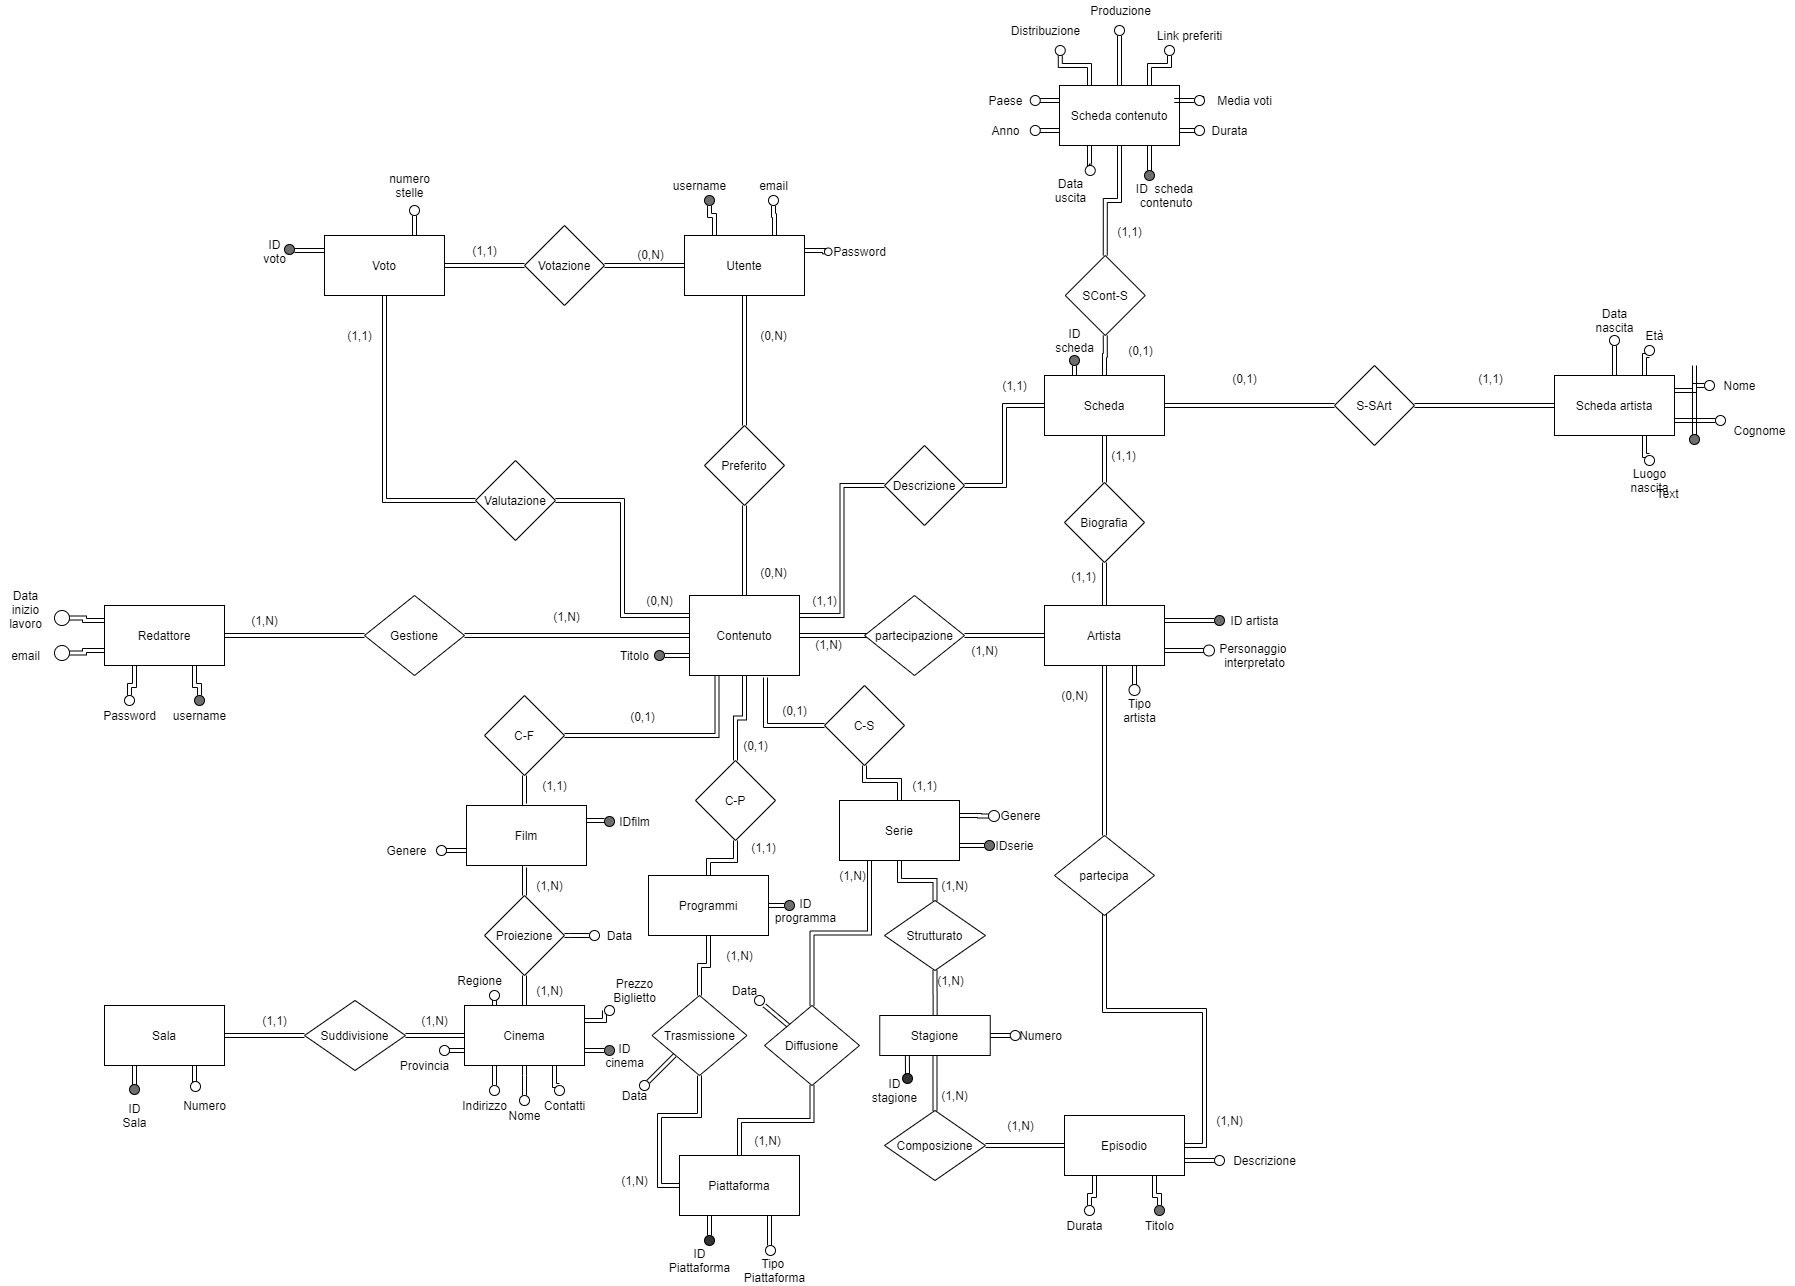 Produzione
Distribuzione
Link preferiti
Paese
Scheda contenuto
Media voti
Anno
Durata
Data
uscita
ID scheda
contenuto
(1,1)
numero
stelle
username
email
ID
voto
Voto
(1,1)
Votazione
(0,N)
Utente
Password
SCont-S
(1,1)
(0,N)
ID
scheda
(0,1)
Data
nascita
Età
(1,1)
Scheda
(0,1)
S-SArt
(1,1)
Scheda artista
Nome
Cognome
Luogo
nascita
Text
Preferito
Descrizione
(1,1)
Valutazione
Biografia
(0,N)
(1,1)
Data
inizio
lavoro
(0,N)
(1,1)
Redattore
(1,N)
Gestione
(1,N)
Contenuto
(1,N)
partecipazione
(1,N)
Artista
ID artista
email
Titolo
Personaggio
interpretato
Password
username
(0,N)
Tipo
artista
C-F
(0,1)
(0,1)
(0,1)
C-S
(1,1)
C-P
(1,1)
Film
IDfilm
Genere
(1,1)
Serie
Genere
IDserie
(1,N)
(1,N)
(1,N)
partecipa
Programmi
ID
programma
Proiezione
Data
(1,N)
Strutturato
(1,N)
Regione
(1,N)
Prezzo
Biglietto
Data
Sala
(1,1)
Suddivisione
(1,N)
Cinema
ID
cinema
Provincia
Trasmissione
Diffusione
Stagione
Numero
ID
Sala
Numero
Indirizzo
Nome
Contatti
Data
ID
stagione
(1,N)
(1,N)
Composizione
(1,N)
Episodio
(1,N)
Descrizione
(1,N)
Piattaforma
Durata
Titolo
ID
Piattaforma
Tipo
Piattaforma